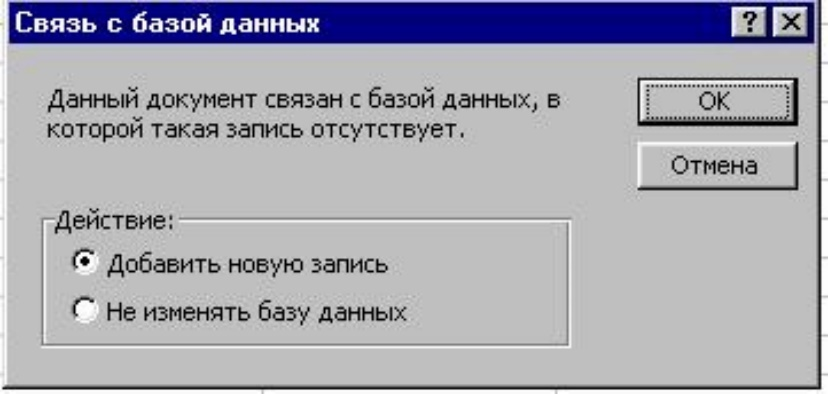 Связь с базой данных
Данный документ связан с базой данных, в
которой такая запись отсутствует.
OK
Отмена
Действие:
Добавить новую запись
Не изменять базу данных